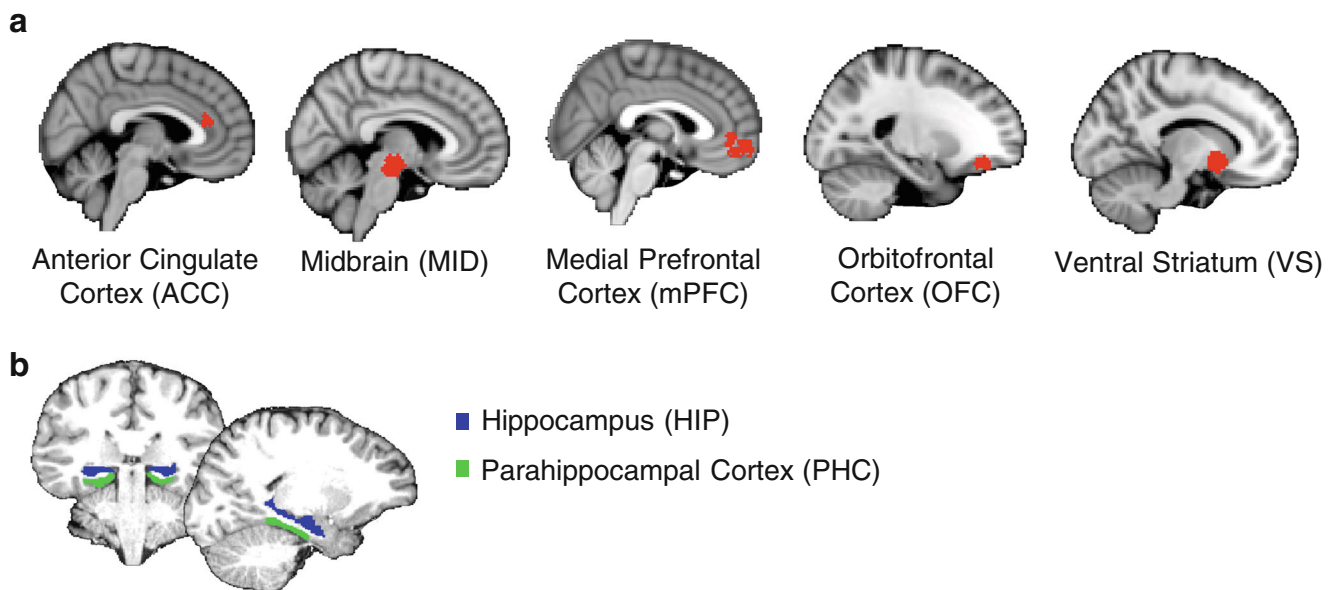 a
Anterior Cingulate
Cortex (ACC)
Midbrain (MID)
Medial Prefrontal
Cortex (mPFC)
Orbitofrontal
Cortex (OFC)
Ventral Striatum (VS)
b
Hippocampus (HIP)
Parahippocampal Cortex (PHC)